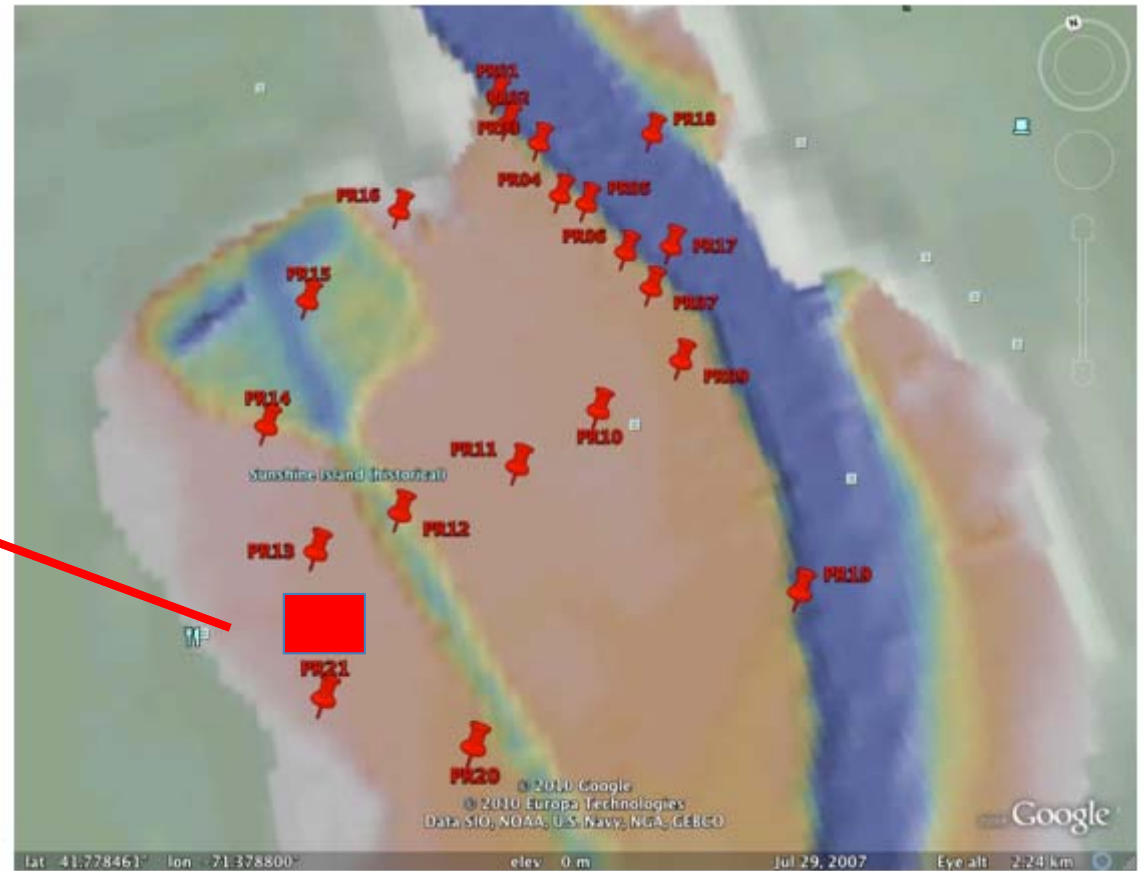 PR01
PR18
PR04
PR05
PR16
PR06
PR17
PR15
PR07
PR09
PR14
PR10
PR11
Sunshine Island (historical)
PR12
PR13
PR19
PR21
PR20
© 2010 Google
© 2010 Europa Technologies
Data SIO, NOAA, U.S. Navy, NGA, GEBCO
Google
lat 41.778461° lon -71.378800° elev 0 m Jul 29, 2007 Eye alt 2.24 km